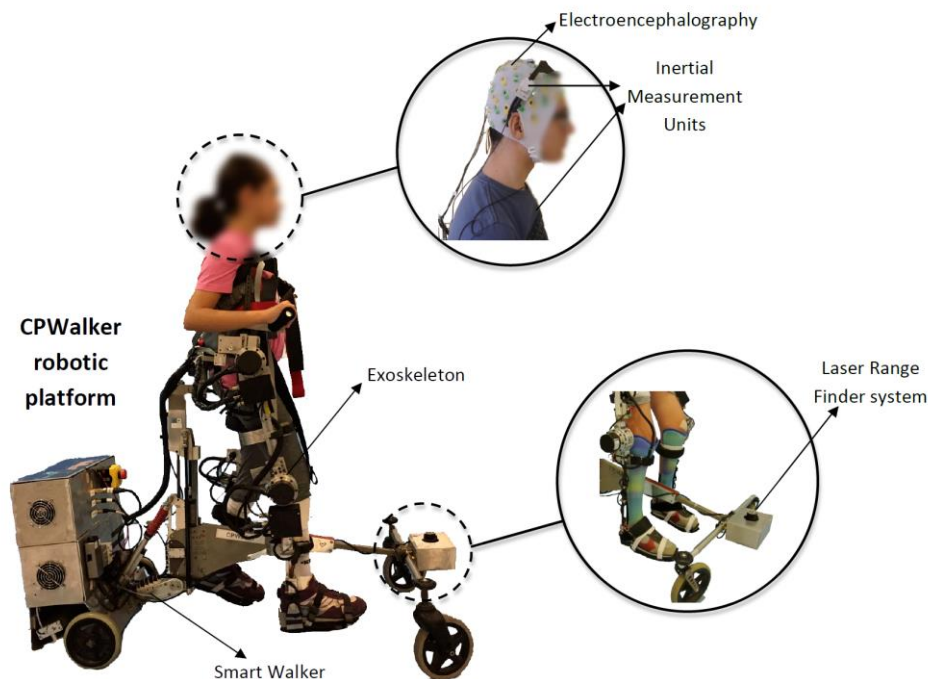 Electroencephalography
Inertial
Measurement
Units
CPWalker
robotic
platform
Exoskeleton
Laser Range
Finder system
Smart Walker